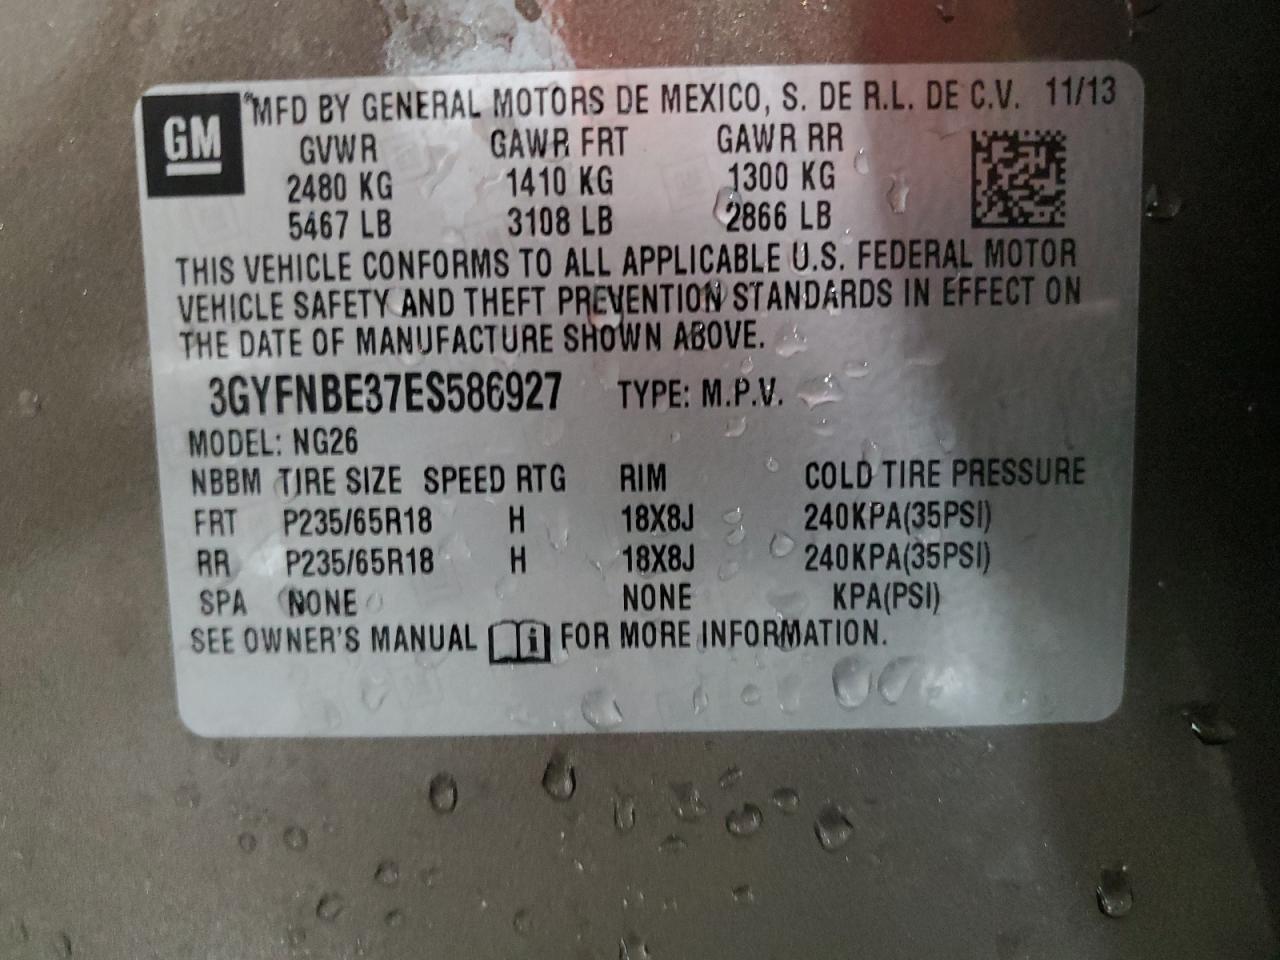 GM
*MFD BY GENERAL MOTORS DE MEXICO, S. DE R.L. DE C.V. 11/13
GVWR GAWR FRT GAWR RR
2480 KG 1410 KG 1300 KG
5467 LB 3108 LB 2866 LB
THIS VEHICLE CONFORMS TO ALL APPLICABLE U.S. FEDERAL MOTOR
VEHICLE SAFETY AND THEFT PREVENTION STANDARDS IN EFFECT ON
THE DATE OF MANUFACTURE SHOWN ABOVE.
3GYFNBE37ES586927 TYPE: M.P.V.
MODEL: NG26
NBBM TIRE SIZE SPEED RTG RIM COLD TIRE PRESSURE
FRT P235/65R18 H 18X8J 240KPA(35PSI)
RR P235/65R18 H 18X8J 240KPA(35PSI)
SPA NONE NONE KPA(PSI)
SEE OWNER'S MANUAL i FOR MORE INFORMATION.